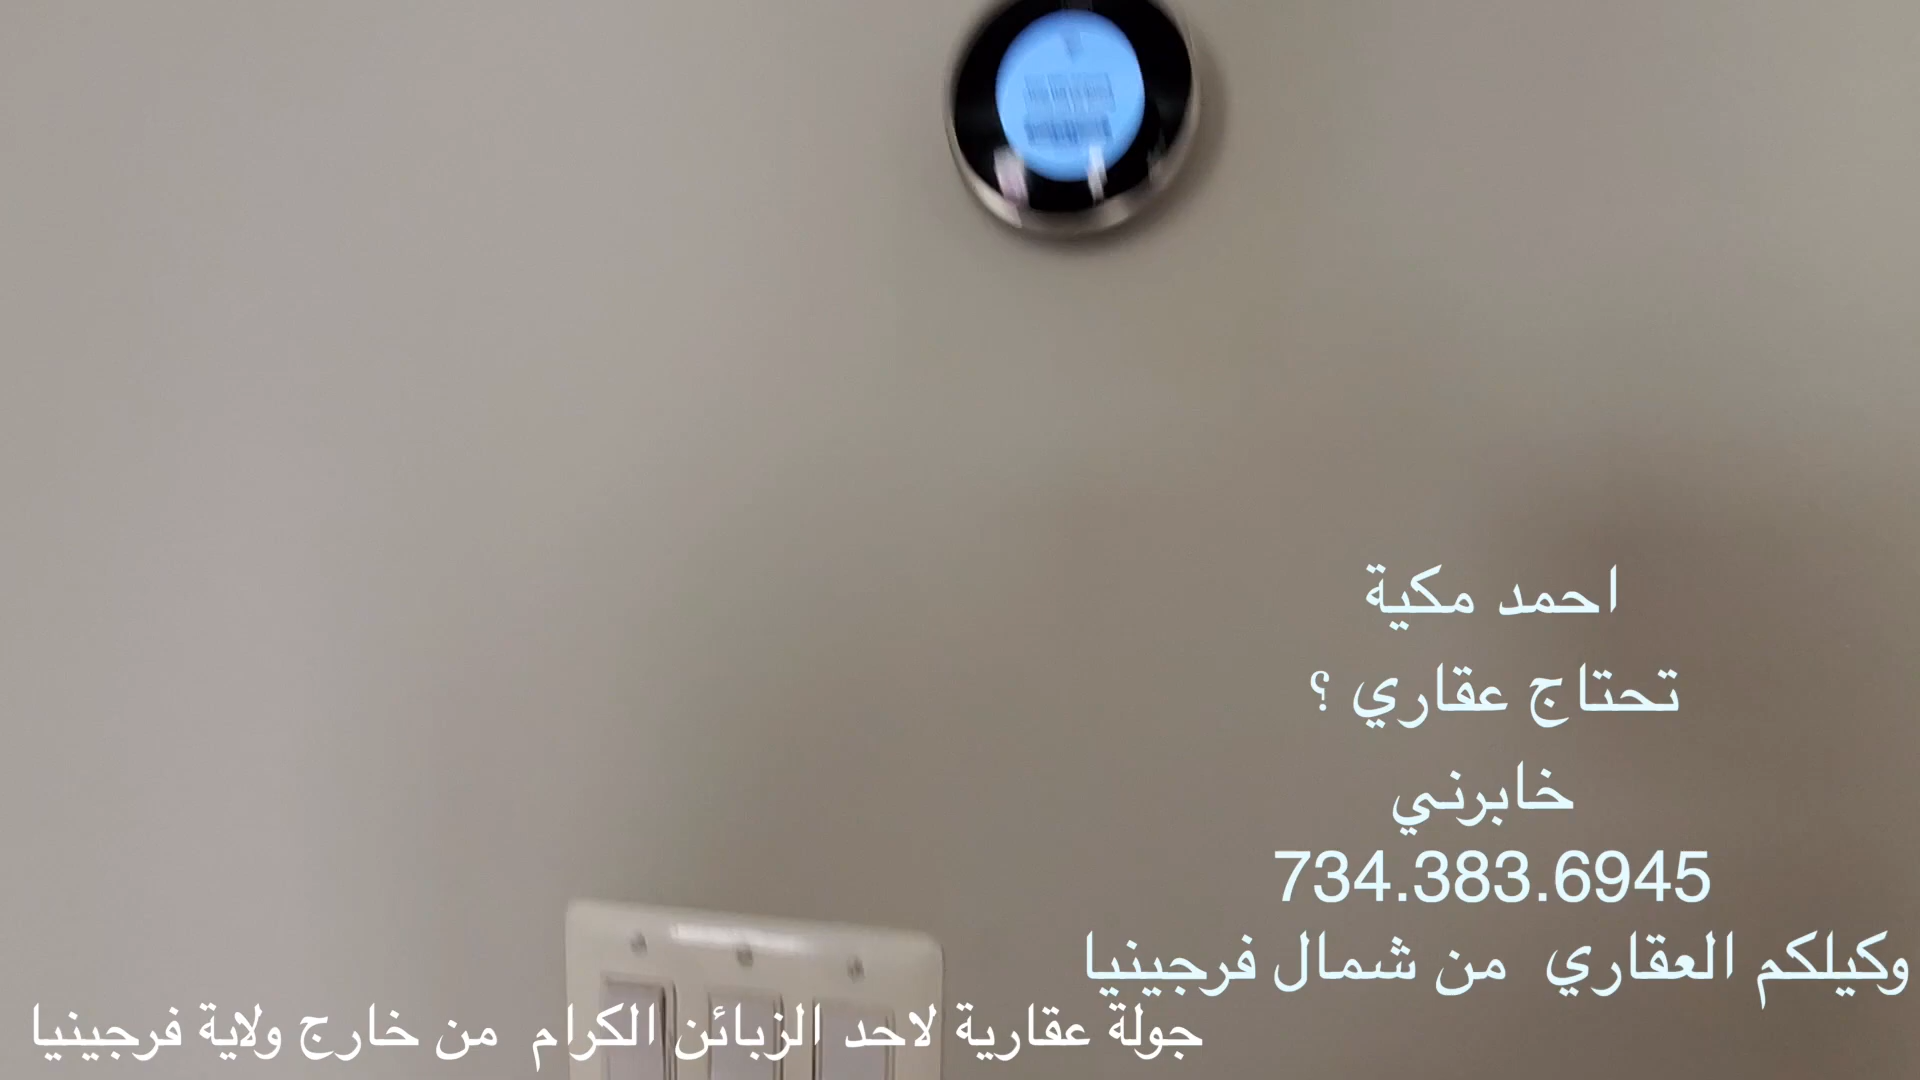 احمد مكية
تحتاج عقاري ؟
خابرني
734.383.6945
وكيلكم العقاري من شمال فرجينيا
جولة عقارية لاحد الزبائن الكرام من خارج ولاية فرجينيا